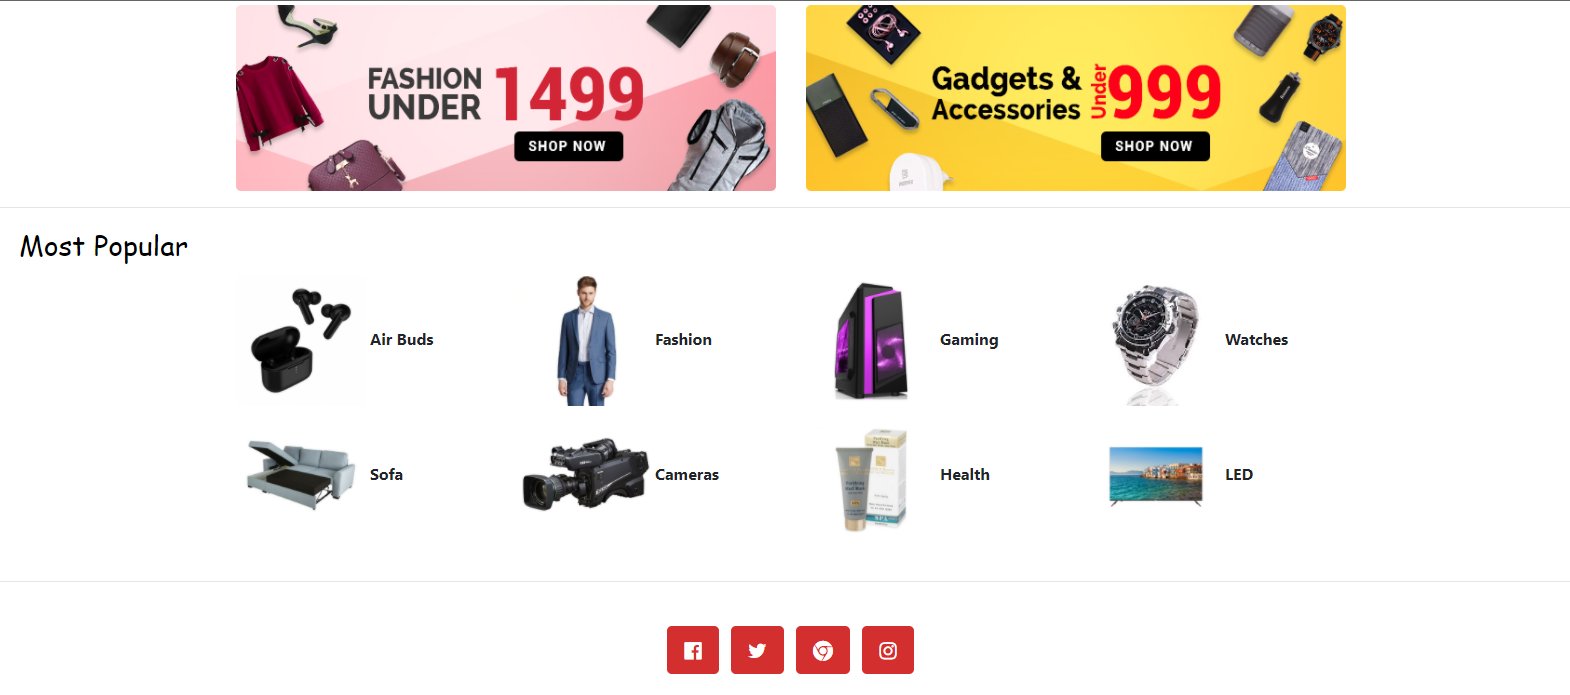 FASHION
UNDER
1499
SHOP NOW
Gadgets &
Accessories
Under
999
SHOP NOW
Most Popular
Air Buds
Fashion
Gaming
Watches
Sofa
Cameras
Health
LED